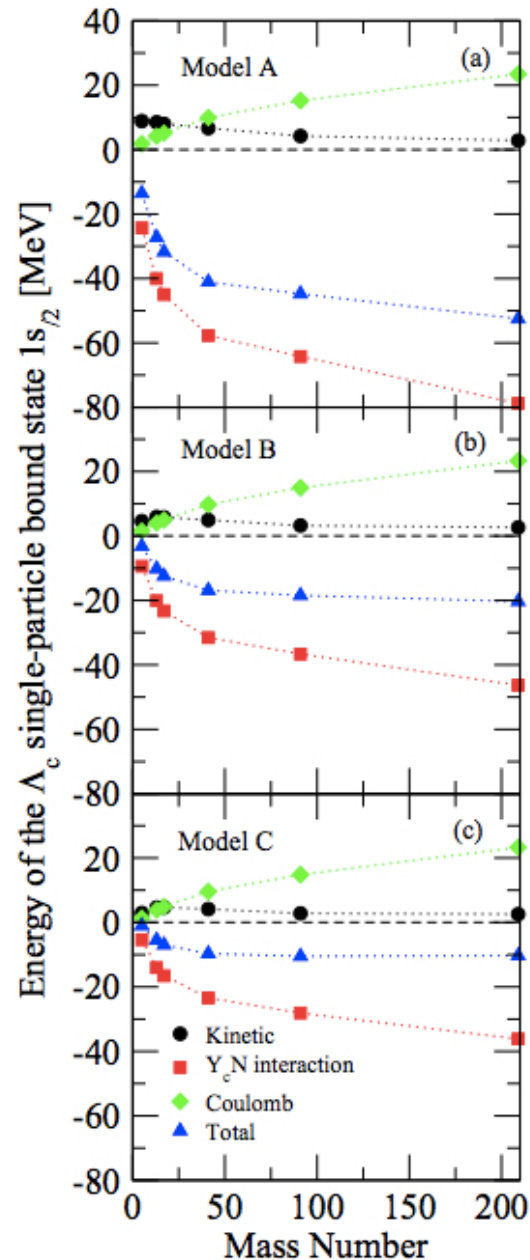 Energy of the Λc single-particle bound state 1s/2 [MeV]
40
Model A
(a)
20
0
-20
-40
-60
-80
Model B
(b)
20
0
-20
-40
-60
-80
Model C
(c)
20
0
-20
-40
-60
-80
Kinetic
YcN interaction
Coulomb
Total
0 50 100 150 200
Mass Number